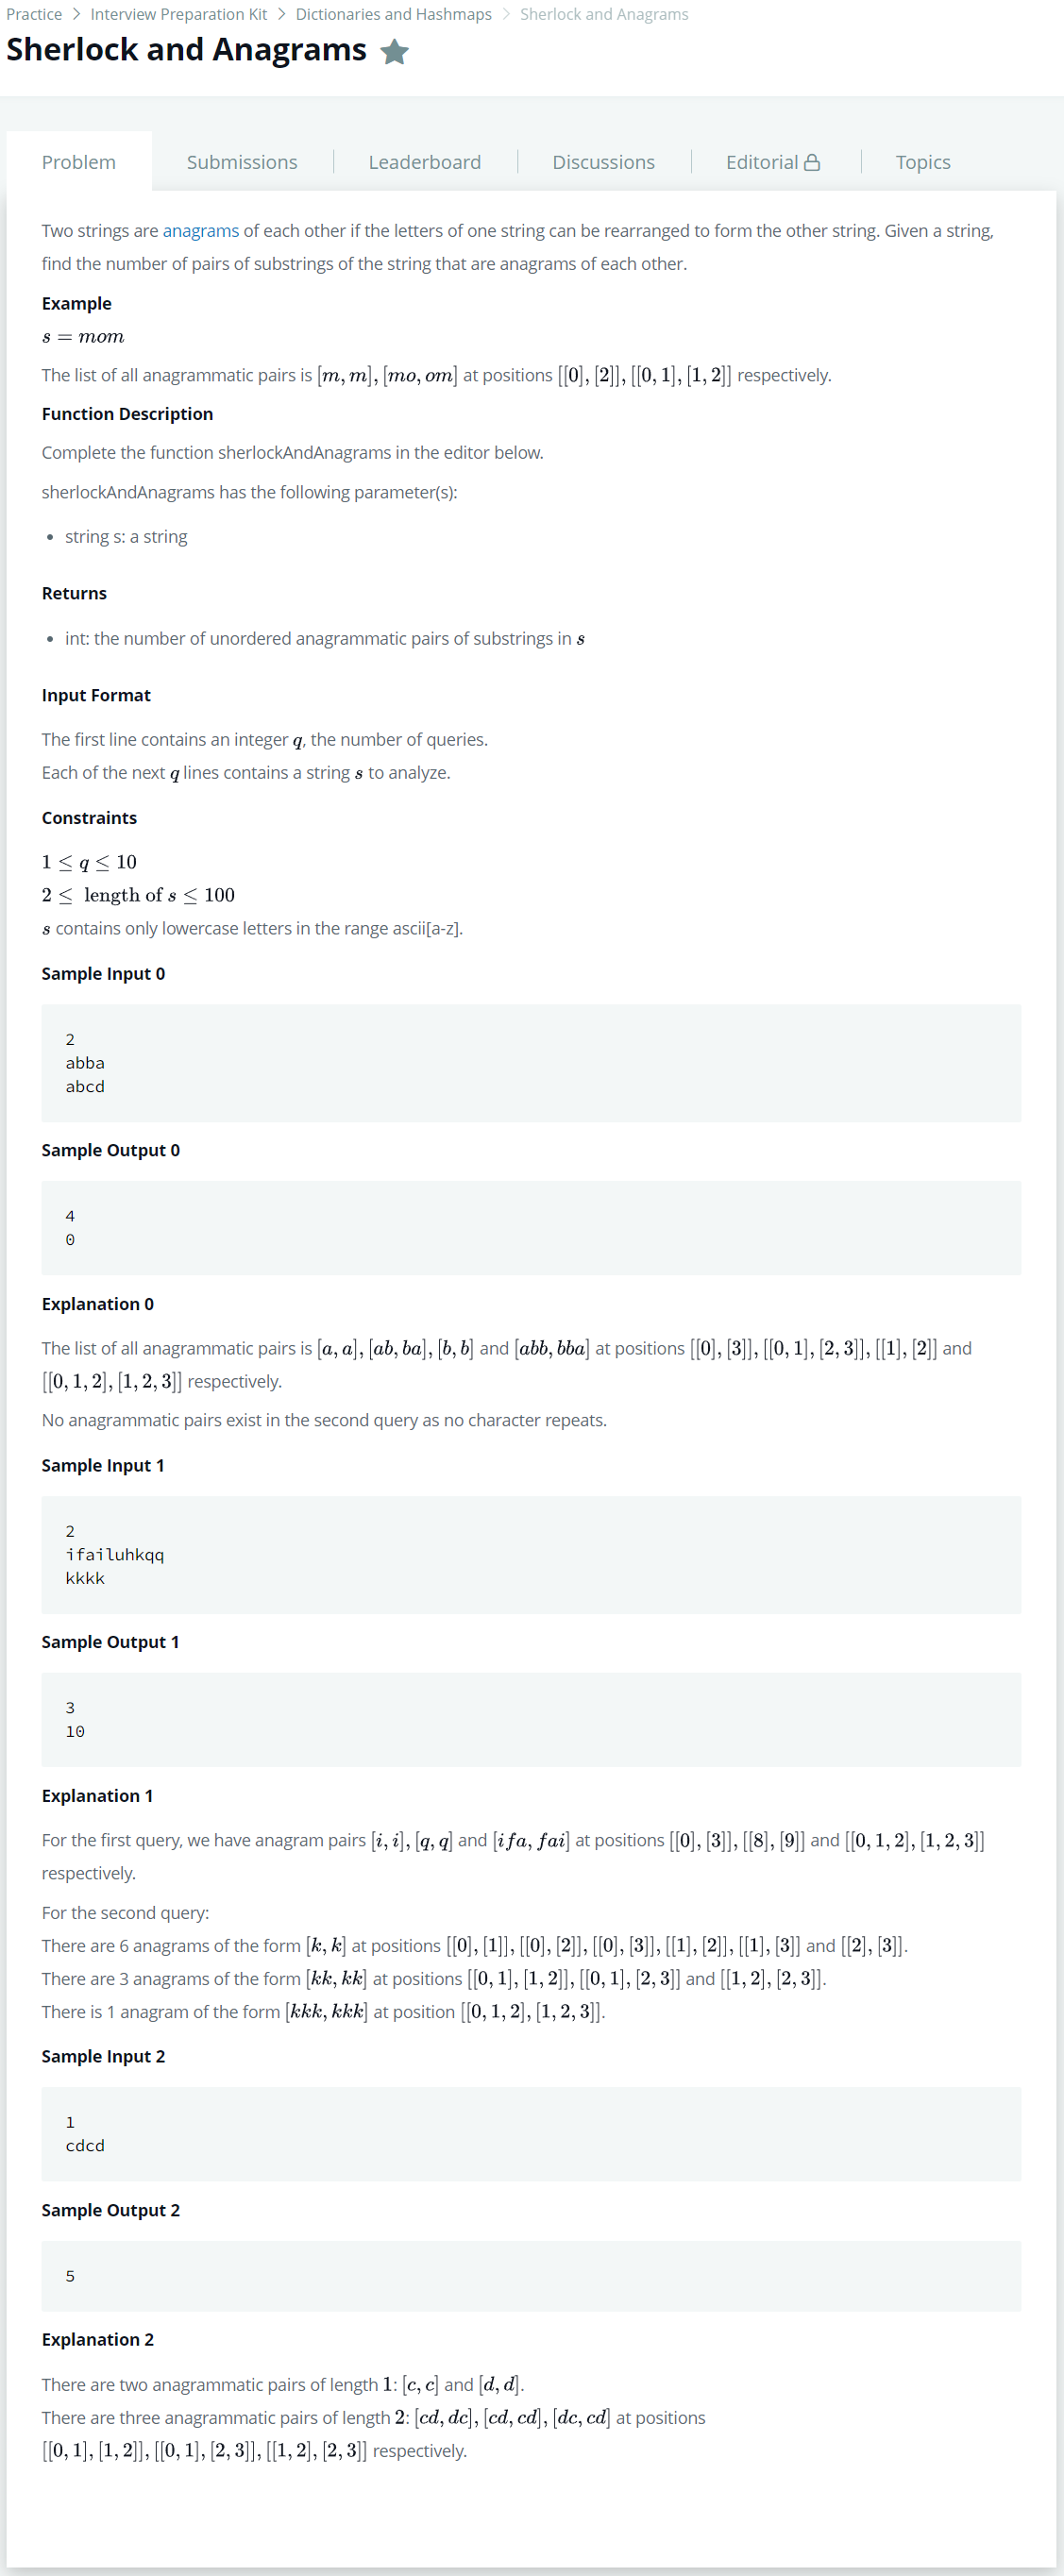 Practice > Interview Preparation Kit > Dictionaries and Hashmaps > Sherlock and Anagrams
Sherlock and Anagrams
Problem Submissions Leaderboard Discussions Editorial Topics
Two strings are anagrams of each other if the letters of one string can be rearranged to form the other string. Given a string,
find the number of pairs of substrings of the string that are anagrams of each other.
Example
s = mom
The list of all anagrammatic pairs is [m, m], [mo, om] at positions [[0], [2]], [[0, 1], [1, 2]] respectively.
Function Description
Complete the function sherlockAndAnagrams in the editor below.
sherlockAndAnagrams has the following parameter(s):
• string s: a string
Returns
• int: the number of unordered anagrammatic pairs of substrings in s
Input Format
The first line contains an integer q, the number of queries.
Each of the next q lines contains a string s to analyze.
Constraints
1 ≤ q ≤ 10
2 ≤ length of s ≤ 100
s contains only lowercase letters in the range ascii[a-z].
Sample Input 0
2
abba
abcd
Sample Output 0
4
0
Explanation 0
The list of all anagrammatic pairs is [a, a], [ab, ba], [b, b] and [abb, bba] at positions [[0], [3]], [[0, 1], [2, 3]], [[1], [2]] and
[[0, 1, 2], [1, 2, 3]] respectively.
No anagrammatic pairs exist in the second query as no character repeats.
Sample Input 1
2
ifailuhkqq
kkkk
Sample Output 1
3
10
Explanation 1
For the first query, we have anagram pairs [i, i], [q, q] and [ifa, fai] at positions [[0], [3]], [[8], [9]] and [[0, 1, 2], [1, 2, 3]]
respectively.
For the second query:
There are 6 anagrams of the form [k, k] at positions [[0], [1]], [[0], [2]], [[0], [3]], [[1], [2]], [[1], [3]] and [[2], [3]].
There are 3 anagrams of the form [kk, kk] at positions [[0, 1], [1, 2]], [[0, 1], [2, 3]] and [[1, 2], [2, 3]].
There is 1 anagram of the form [kkk, kkk] at position [[0, 1, 2], [1, 2, 3]].
Sample Input 2
1
cdcd
Sample Output 2
5
Explanation 2
There are two anagrammatic pairs of length 1: [c, c] and [d, d].
There are three anagrammatic pairs of length 2: [cd, dc], [cd, cd], [dc, cd] at positions
[[0, 1], [1, 2]], [[0, 1], [2, 3]], [[1, 2], [2, 3]] respectively.